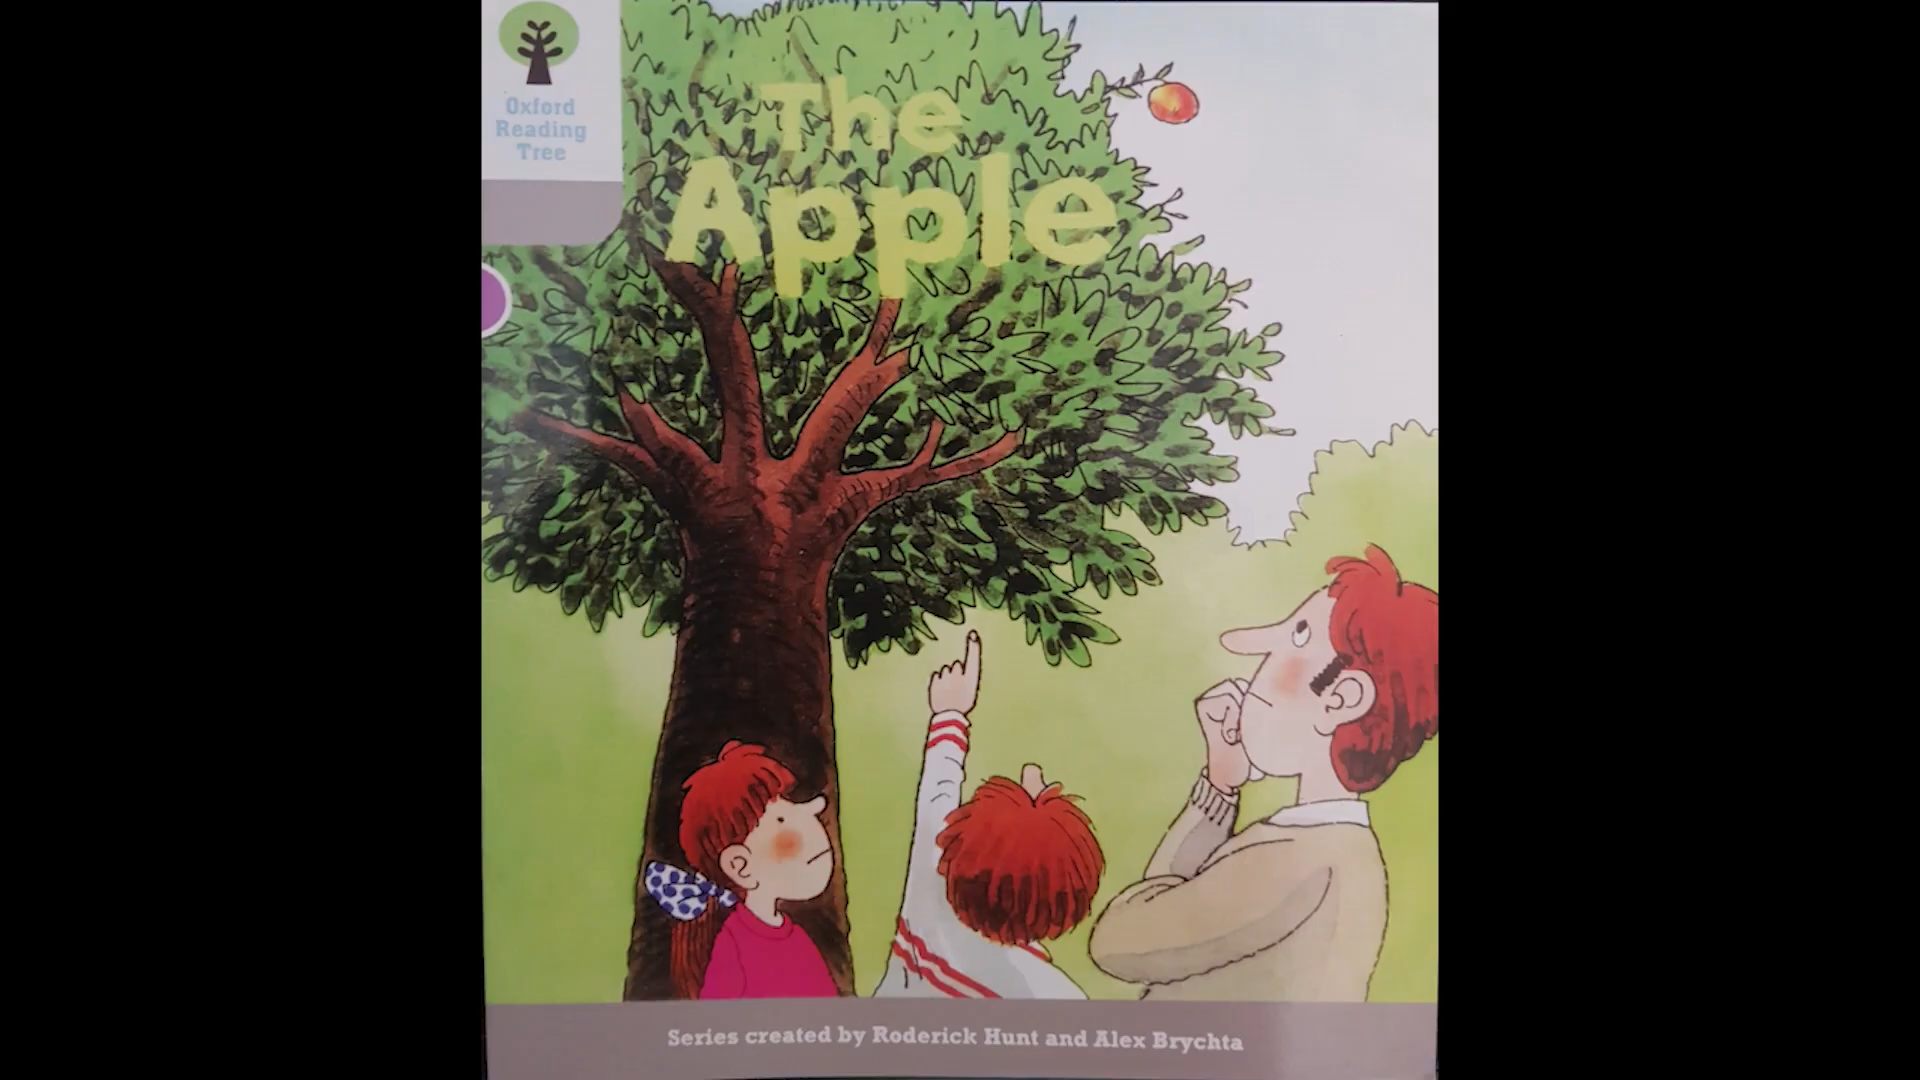 Oxford
Reading
Tree
The
Apple
Series created by Roderick Hunt and Alex Brychta